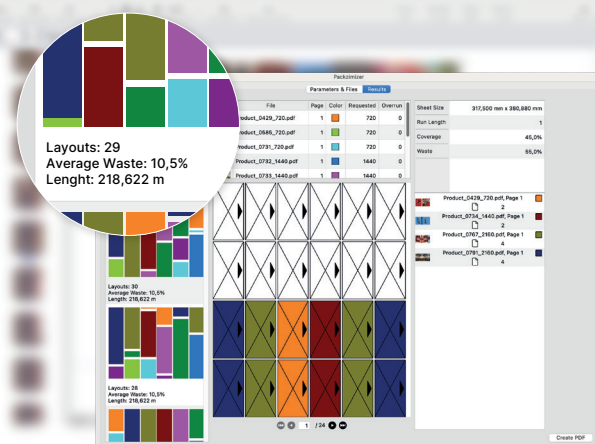 Packzimizer
Parameters & Files Results
File Page Color Requested Overrun
Product_0429_720.pdf 1 720 0
Product_0585_720.pdf 1 720 0
Product_0731_720.pdf 1 720 0
Product_0732_1440.pdf 1 1440 0
Product_0733_1440.pdf 1 1440 0
Sheet Size 317,500 mm x 380,880 mm
Run Length 1
Coverage 45,0%
Waste 55,0%
Layouts: 29
Average Waste: 10,5%
Lenght: 218,622 m
Product_0429_720.pdf, Page 1
2
Product_0734_1440.pdf, Page 1
2
Product_0767_2160.pdf, Page 1
4
Product_0791_2160.pdf, Page 1
4
Layouts: 30
Average Waste: 10,5%
Length: 218,622 m
Layouts: 28
Average Waste: 10,5%
Length: 218,622 m
1 / 24
Create PDF